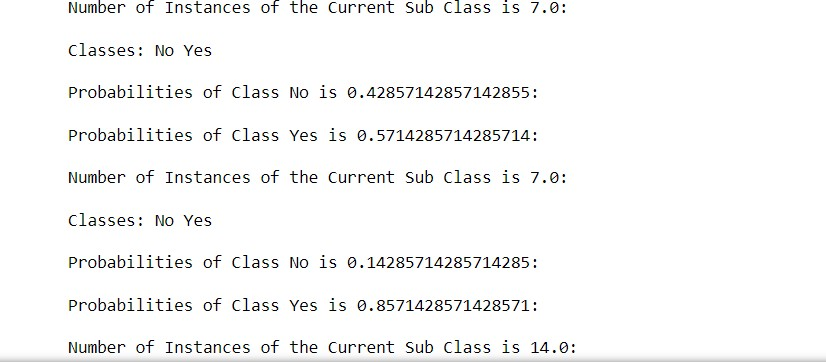 Number of Instances of the Current Sub Class is 7.0:
Classes: No Yes
Probabilities of Class No is 0.42857142857142855:
Probabilities of Class Yes is 0.5714285714285714:
Number of Instances of the Current Sub Class is 7.0:
Classes: No Yes
Probabilities of Class No is 0.14285714285714285:
Probabilities of Class Yes is 0.8571428571428571:
Number of Instances of the Current Sub Class is 14.0: